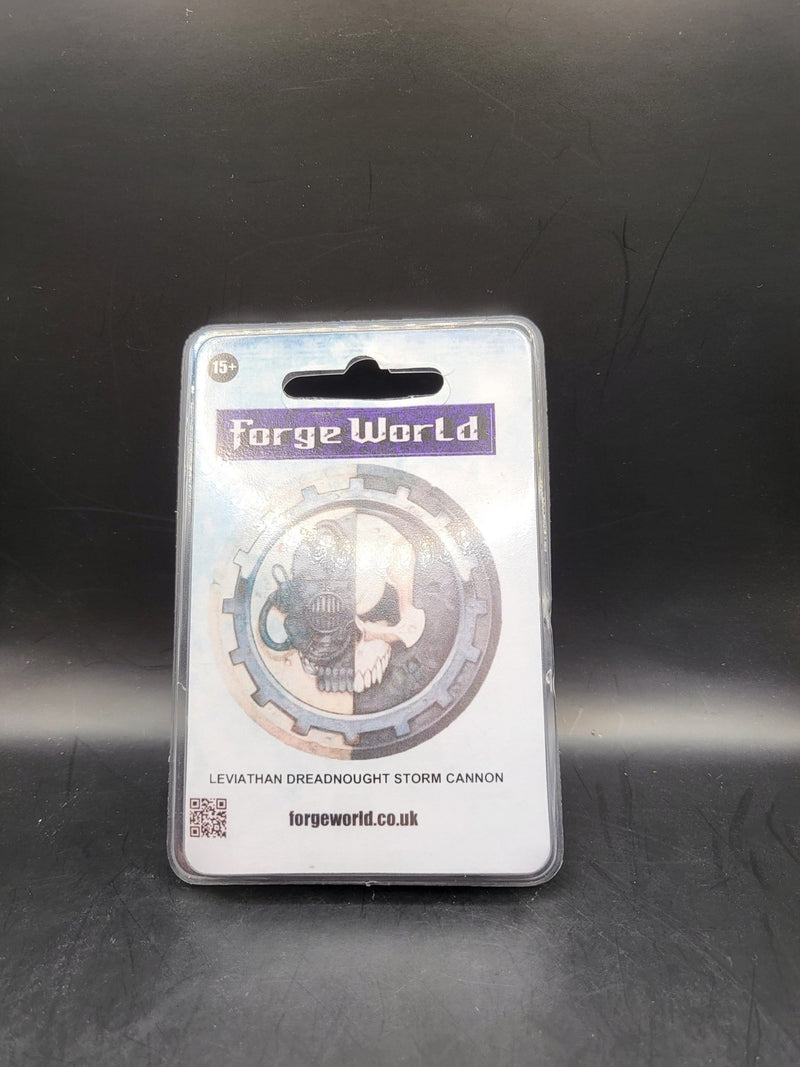 15+
Forge World
LEVIATHAN DREADNOUGHT STORM CANNON
forgeworld.co.uk